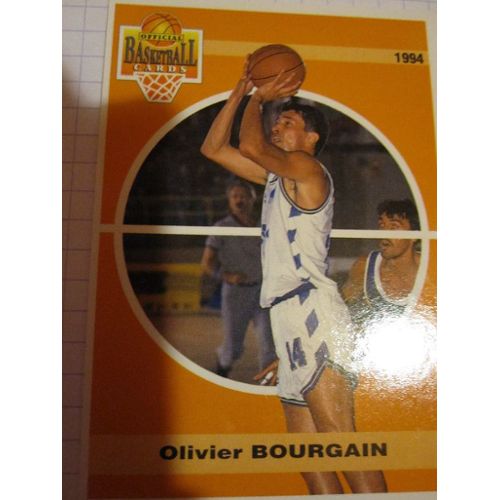 OFFICIAL
BASKETBALL
CARDS
1994
14
Olivier BOURGAIN